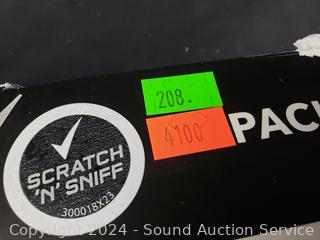 208.
4100
PAC
SCRATCH
'N' SNIFF
300018X23
Copyright 2024 - Sound Auction Service